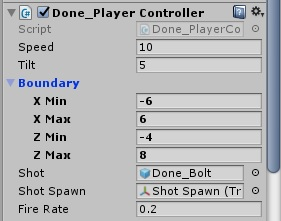 Done_Player Controller
Script Done_PlayerCo
Speed 10
Tilt 5
Boundary
X Min -6
X Max 6
Z Min -4
Z Max 8
Shot Done_Bolt
Shot Spawn Shot Spawn (Tr
Fire Rate 0.2